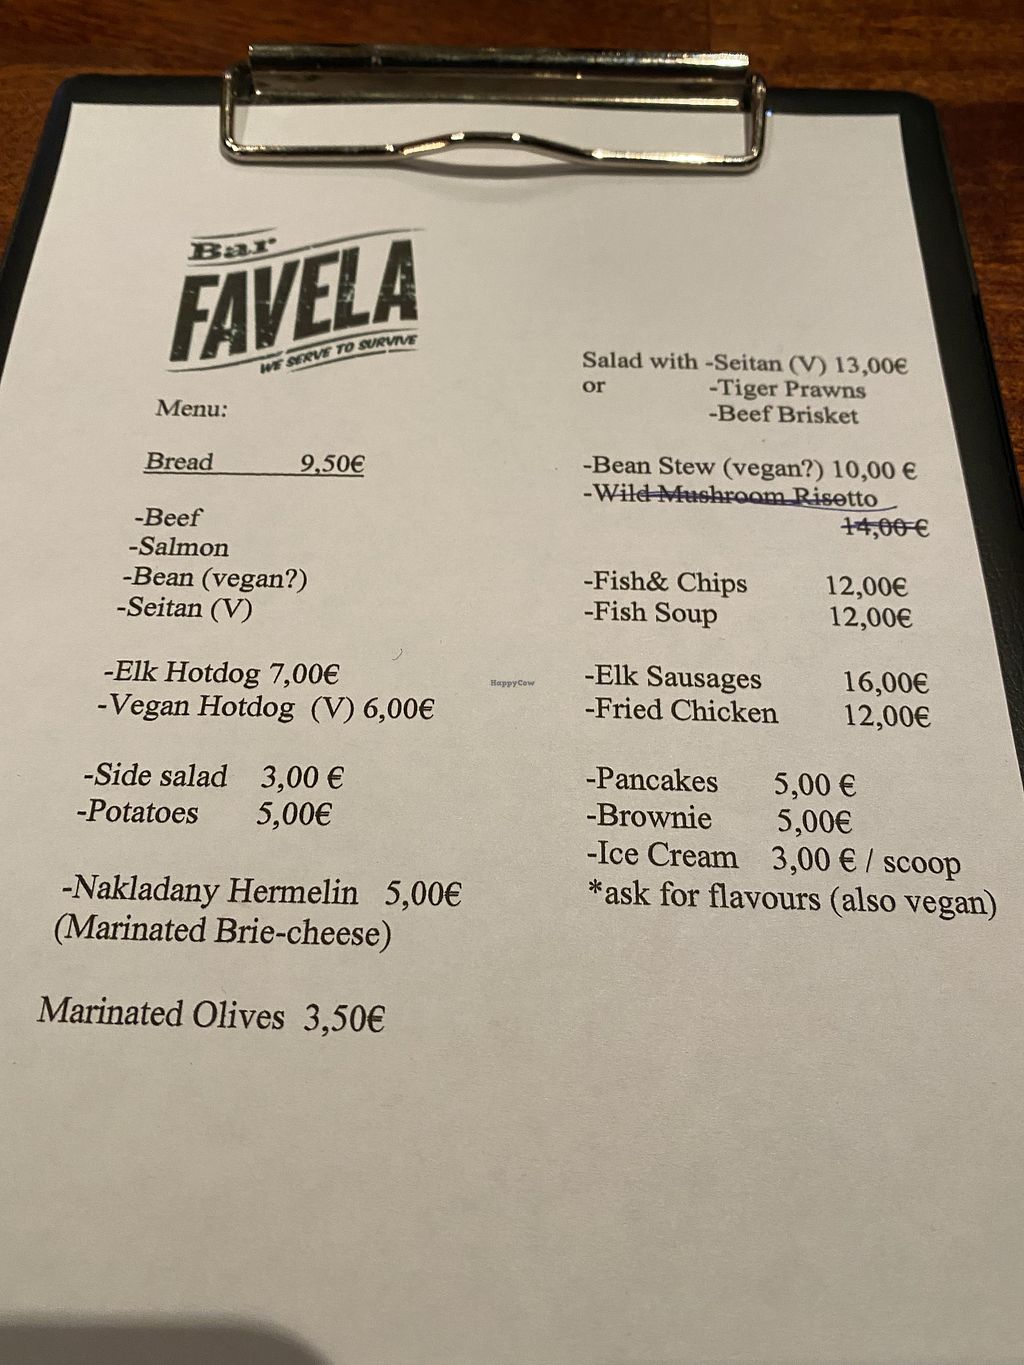 Bar
FAVELA
WE SERVE TO SURVIVE
Menu:
Bread 9,50€
-Beef
-Salmon
-Bean (vegan?)
-Seitan (V)
-Elk Hotdog 7,00€
-Vegan Hotdog (V) 6,00€
-Side salad 3,00 €
-Potatoes 5,00€
-Nakladany Hermelin 5,00€
(Marinated Brie-cheese)
Marinated Olives 3,50€
Salad with -Seitan (V) 13,00€
or -Tiger Prawns
-Beef Brisket
-Bean Stew (vegan?) 10,00 €
-Wild Mushroom Risotto
14,00 €
-Fish& Chips 12,00€
-Fish Soup 12,00€
-Elk Sausages 16,00€
-Fried Chicken 12,00€
-Pancakes 5,00 €
-Brownie 5,00€
-Ice Cream 3,00 € / scoop
*ask for flavours (also vegan)
HappyCow